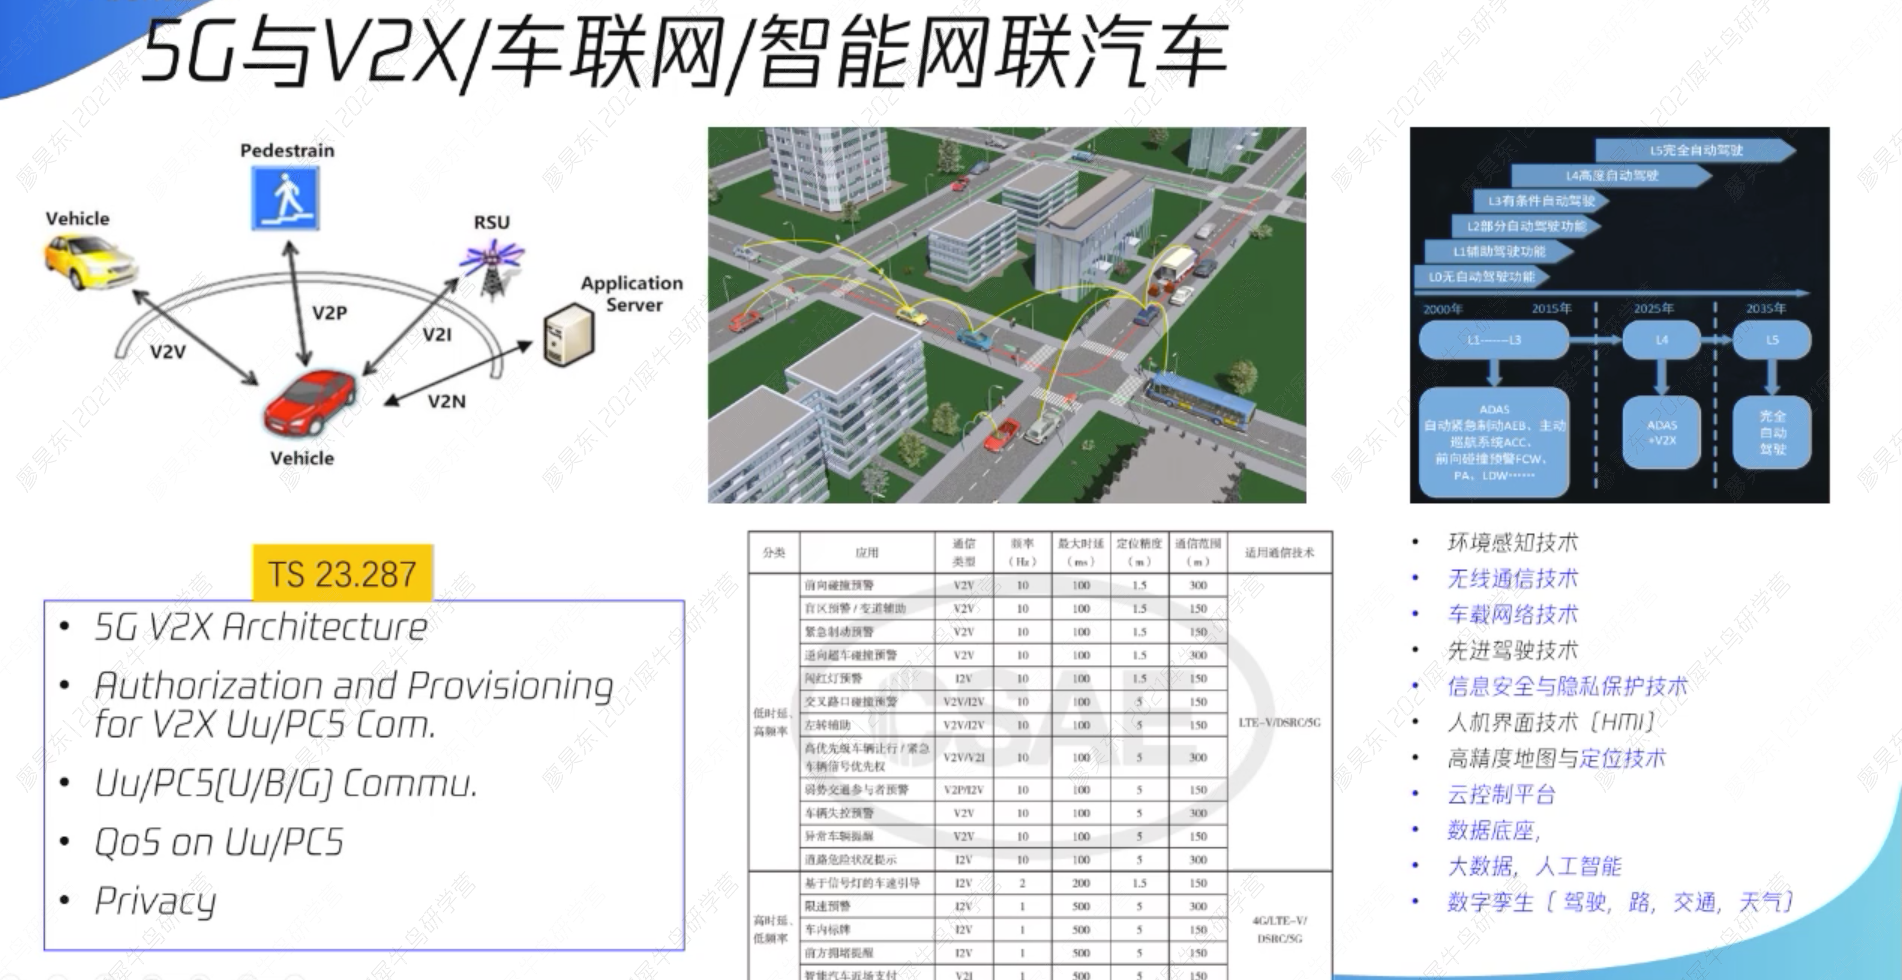 5G与V2X/车联网/智能网联汽车
Pedestrain
Vehicle
RSU
Application
Server
V2P
V2I
V2V
V2N
Vehicle
L5完全自动驾驶
L4高度自动驾驶
L3有条件自动驾驶
L2部分自动驾驶功能
L1辅助驾驶功能
L0无自动驾驶功能
2000年 2015年 2025年 2035年
L1------L3 L4 L5
ADAS
自动紧急制动AEB、主动
巡航系统ACC、
前向碰撞预警FCW、
PA、LDW……
ADAS
+V2X
完全
自动
驾驶
TS 23.287
• 5G V2X Architecture
• Authorization and Provisioning
for V2X Uu/PC5 Com.
• Uu/PC5(U/B/G) Commu.
• QoS on Uu/PC5
• Privacy
分类 应用 通信类型 频率（Hz） 最大时延（ms） 定位精度（m） 通信范围（m） 适用通信技术
低时延、高频率 LTE-V/DSRC/5G
前向碰撞预警 V2V 10 100 1.5 300
盲区预警/变道辅助 V2V 10 100 1.5 150
紧急制动预警 V2V 10 100 1.5 150
逆向超车碰撞预警 V2V 10 100 1.5 300
闯红灯预警 I2V 10 100 1.5 150
交叉路口碰撞预警 V2V/I2V 10 100 5 150
左转辅助 V2V/I2V 10 100 5 150
高优先级车辆让行/紧急车辆信号优先权 V2V/V2I 10 100 5 300
弱势交通参与者预警 V2P/I2V 10 100 5 150
车辆失控预警 V2V 10 100 5 300
异常车辆提醒 V2V 10 100 5 150
道路危险状况提示 I2V 10 100 5 300
高时延、低频率 4G/LTE-V/DSRC/5G
基于信号灯的车速引导 I2V 2 200 1.5 150
限速预警 I2V 1 500 5 300
车内标牌 I2V 1 500 5 150
前方拥堵提醒 I2V 1 500 5 150
智能汽车近场支付 V2I 1 500 5 150
CSAE
• 环境感知技术
• 无线通信技术
• 车载网络技术
• 先进驾驶技术
• 信息安全与隐私保护技术
• 人机界面技术（HMI）
• 高精度地图与定位技术
• 云控制平台
• 数据底座，
• 大数据，人工智能
• 数字孪生（ 驾驶，路，交通，天气）
廖昊东|2021犀牛鸟研学营